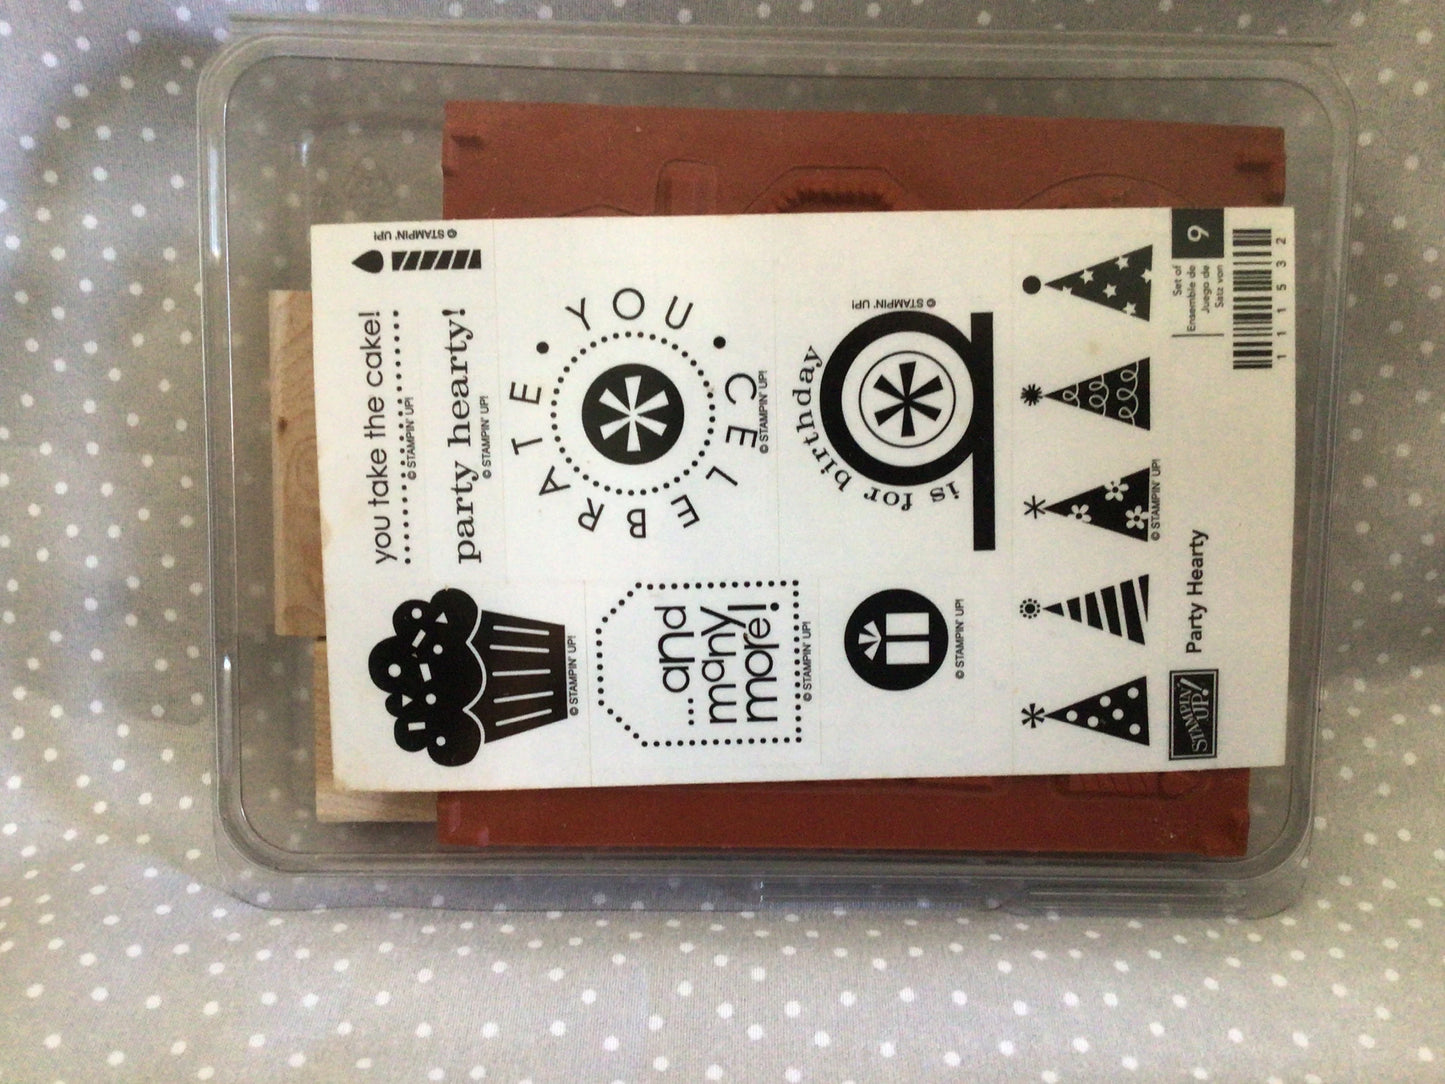 © STAMPIN' UP!
you take the cake!
© STAMPIN' UP!
party hearty!
© STAMPIN' UP!
CELEBRATE • YOU •
© STAMPIN' UP!
© STAMPIN' UP!
...and
many
more!
© STAMPIN' UP!
is for birthday
© STAMPIN' UP!
© STAMPIN' UP!
© STAMPIN' UP!
STAMPIN'
UP!
Party Hearty
Set of
Ensemble de
Juego de
Satz von
9
111532